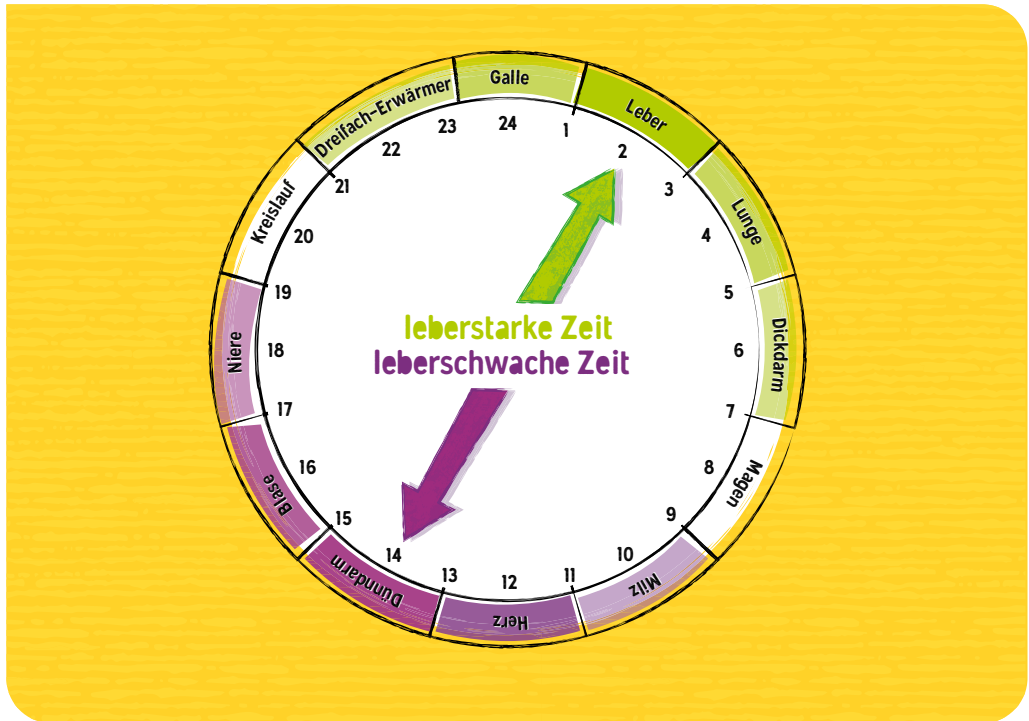 Galle
Leber
Lunge
Dickdarm
Magen
Milz
Herz
Dünndarm
Blase
Niere
Kreislauf
Dreifach-Erwärmer
24
1
2
3
4
5
6
7
8
9
10
11
12
13
14
15
16
17
18
19
20
21
22
23
leberstarke Zeit
leberschwache Zeit